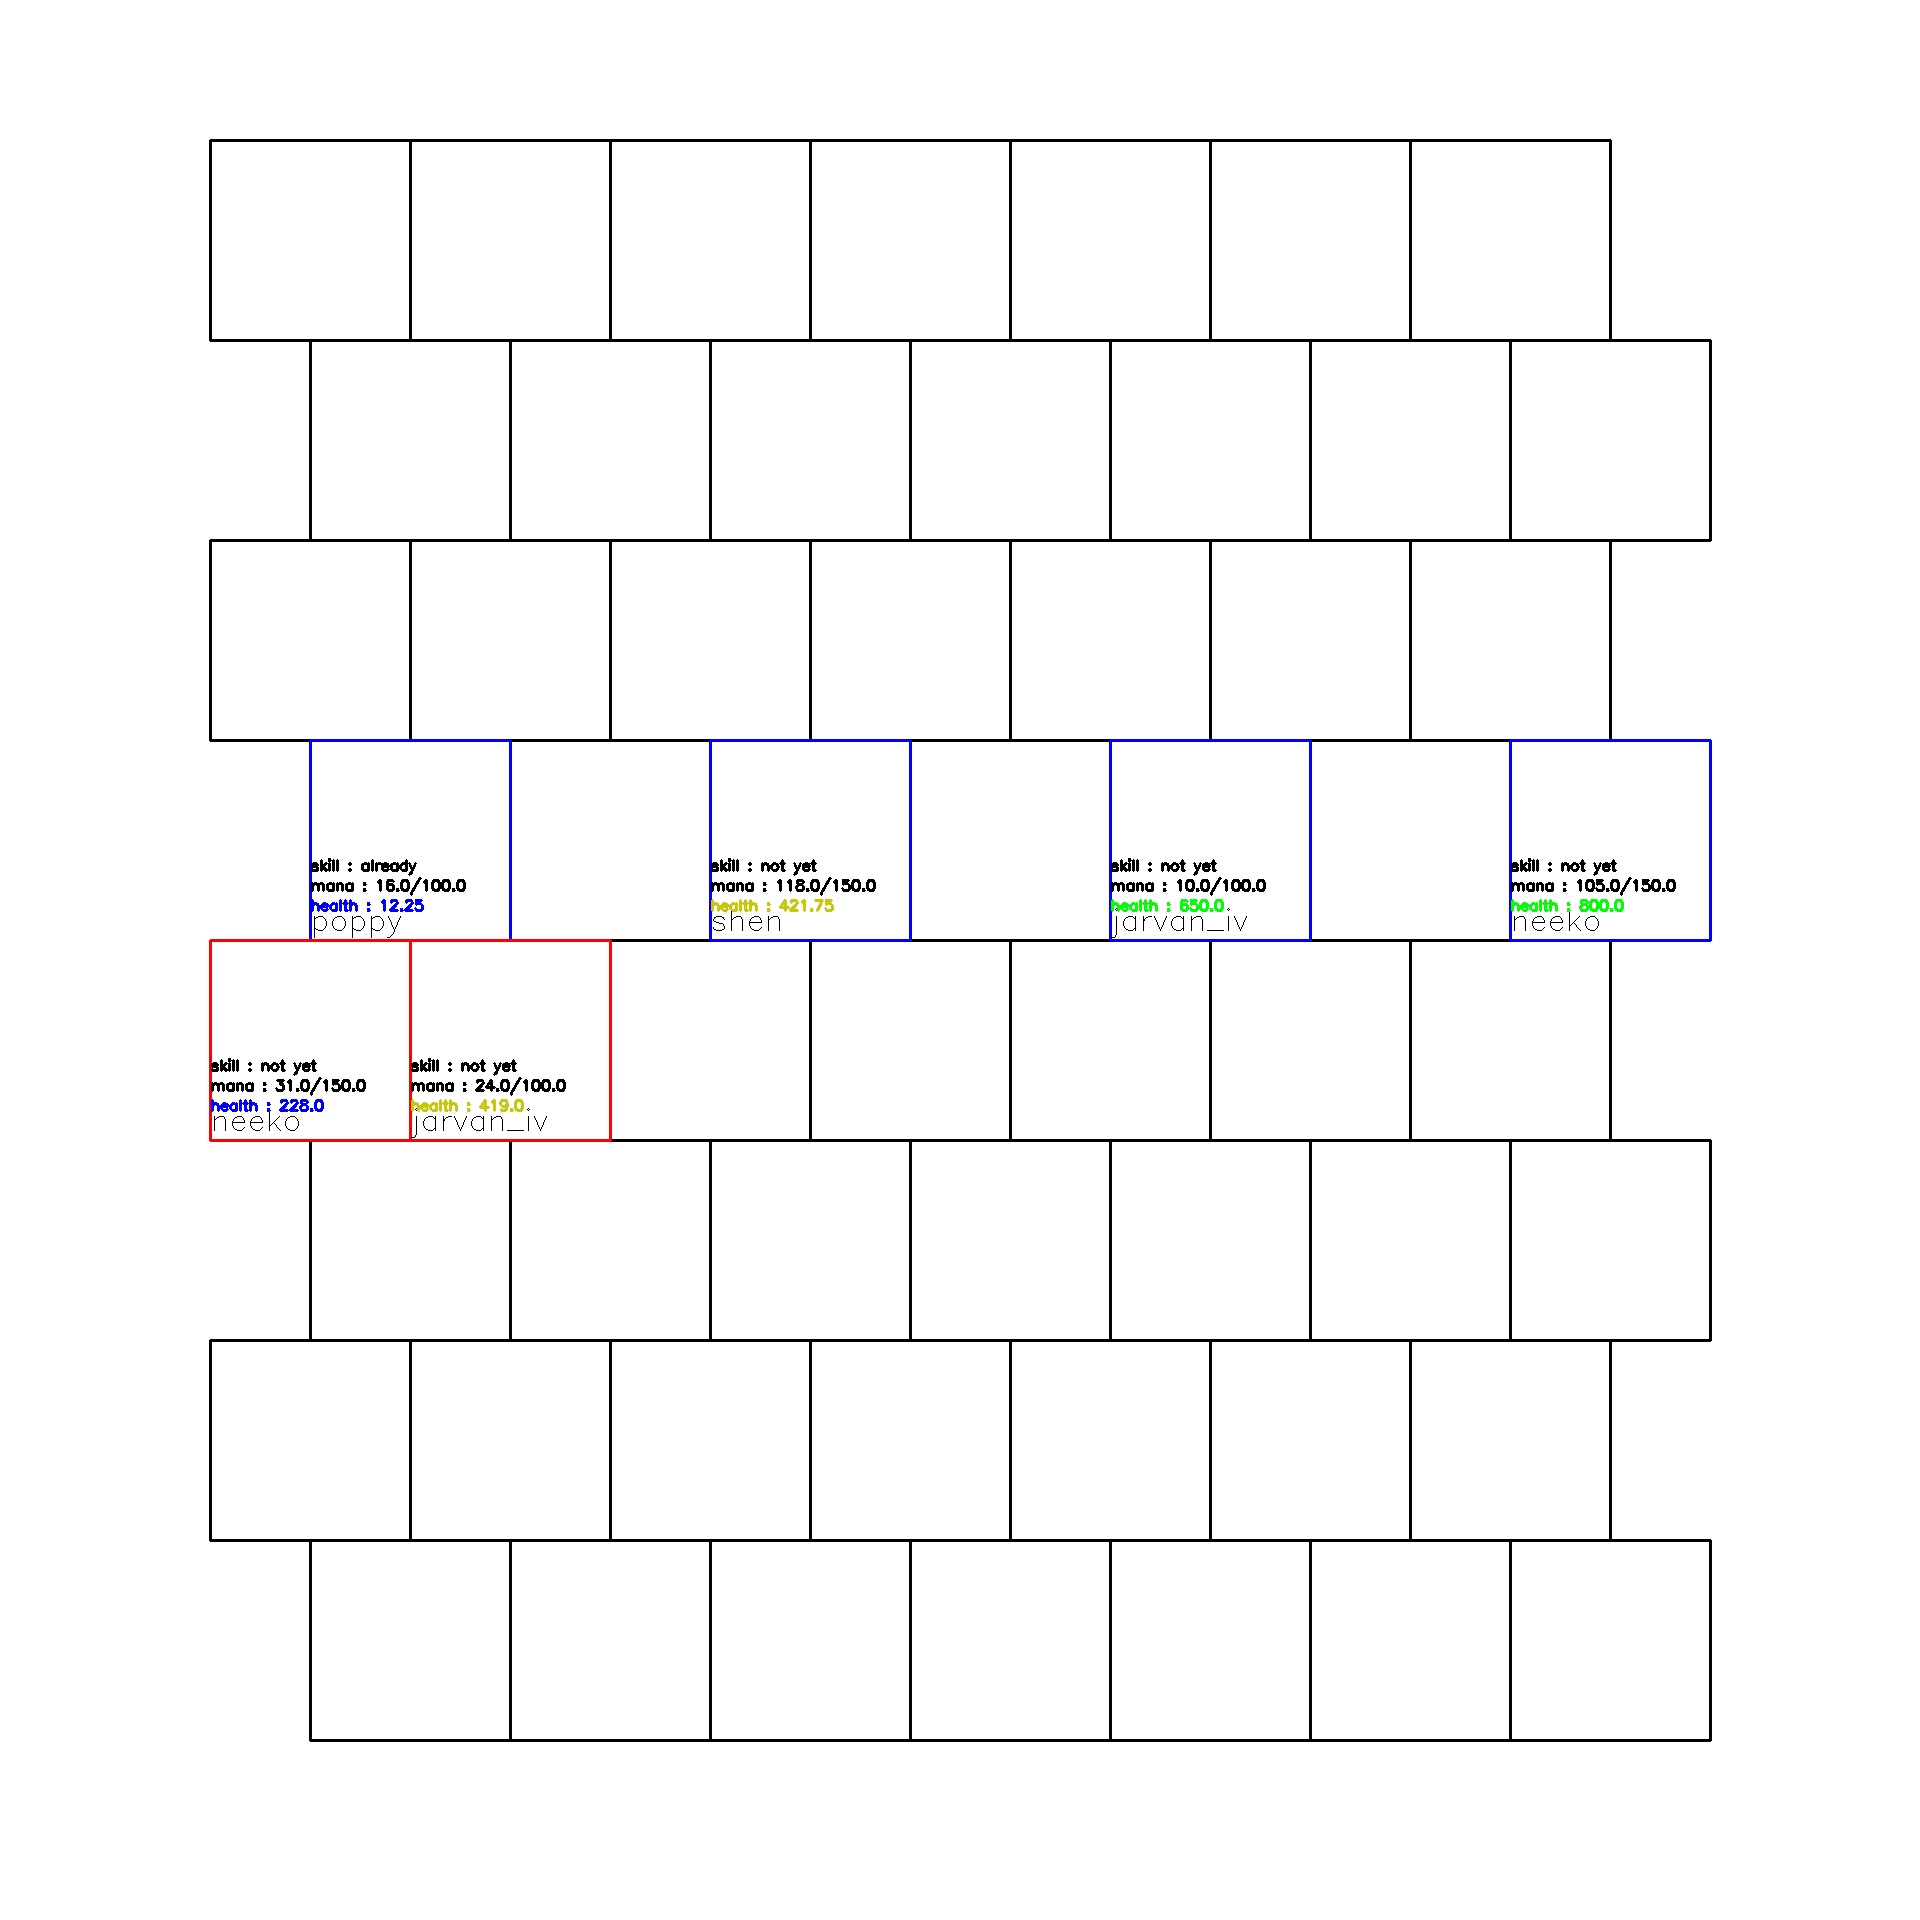 skill : already
mana : 16.0/100.0
health : 12.25
poppy
skill : not yet
mana : 118.0/150.0
health : 421.75
shen
skill : not yet
mana : 10.0/100.0
health : 650.0
jarvan_iv
skill : not yet
mana : 105.0/150.0
health : 800.0
neeko
skill : not yet
mana : 31.0/150.0
health : 228.0
neeko
skill : not yet
mana : 24.0/100.0
health : 419.0
jarvan_iv